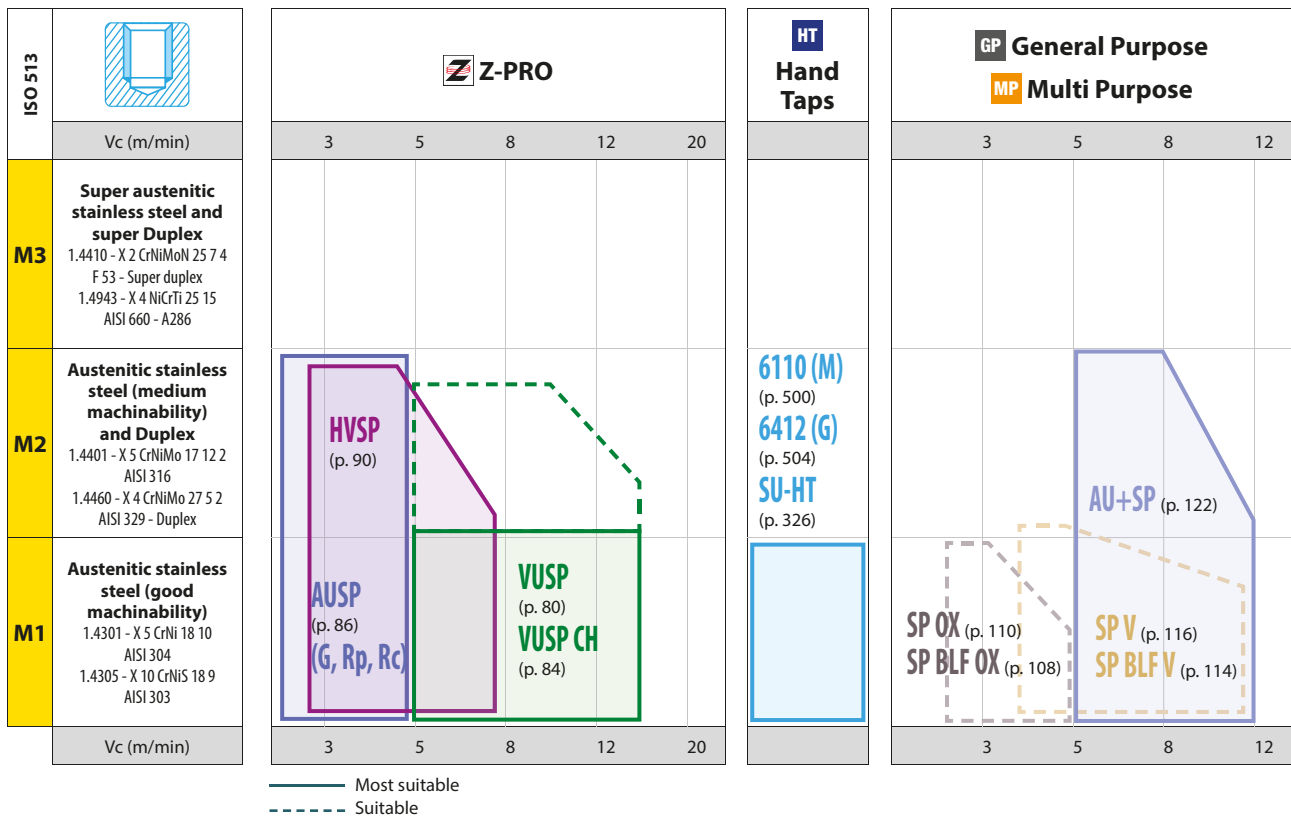 ISO 513
Z-PRO
HT
Hand
Taps
GP General Purpose
MP Multi Purpose
Vc (m/min)
3 5 8 12 20
3 5 8 12
M3
Super austenitic
stainless steel and
super Duplex
1.4410 - X 2 CrNiMoN 25 7 4
F 53 - Super duplex
1.4943 - X 4 NiCrTi 25 15
AISI 660 - A286
M2
Austenitic stainless
steel (medium
machinability)
and Duplex
1.4401 - X 5 CrNiMo 17 12 2
AISI 316
1.4460 - X 4 CrNiMo 27 5 2
AISI 329 - Duplex
HVSP
(p. 90)
6110 (M)
(p. 500)
6412 (G)
(p. 504)
SU-HT
(p. 326)
AU+SP (p. 122)
M1
Austenitic stainless
steel (good
machinability)
1.4301 - X 5 CrNi 18 10
AISI 304
1.4305 - X 10 CrNiS 18 9
AISI 303
AUSP
(p. 86)
(G, Rp, Rc)
VUSP
(p. 80)
VUSP CH
(p. 84)
SP OX (p. 110)
SP BLF OX (p. 108)
SP V (p. 116)
SP BLF V (p. 114)
Vc (m/min)
3 5 8 12 20
3 5 8 12
Most suitable
Suitable